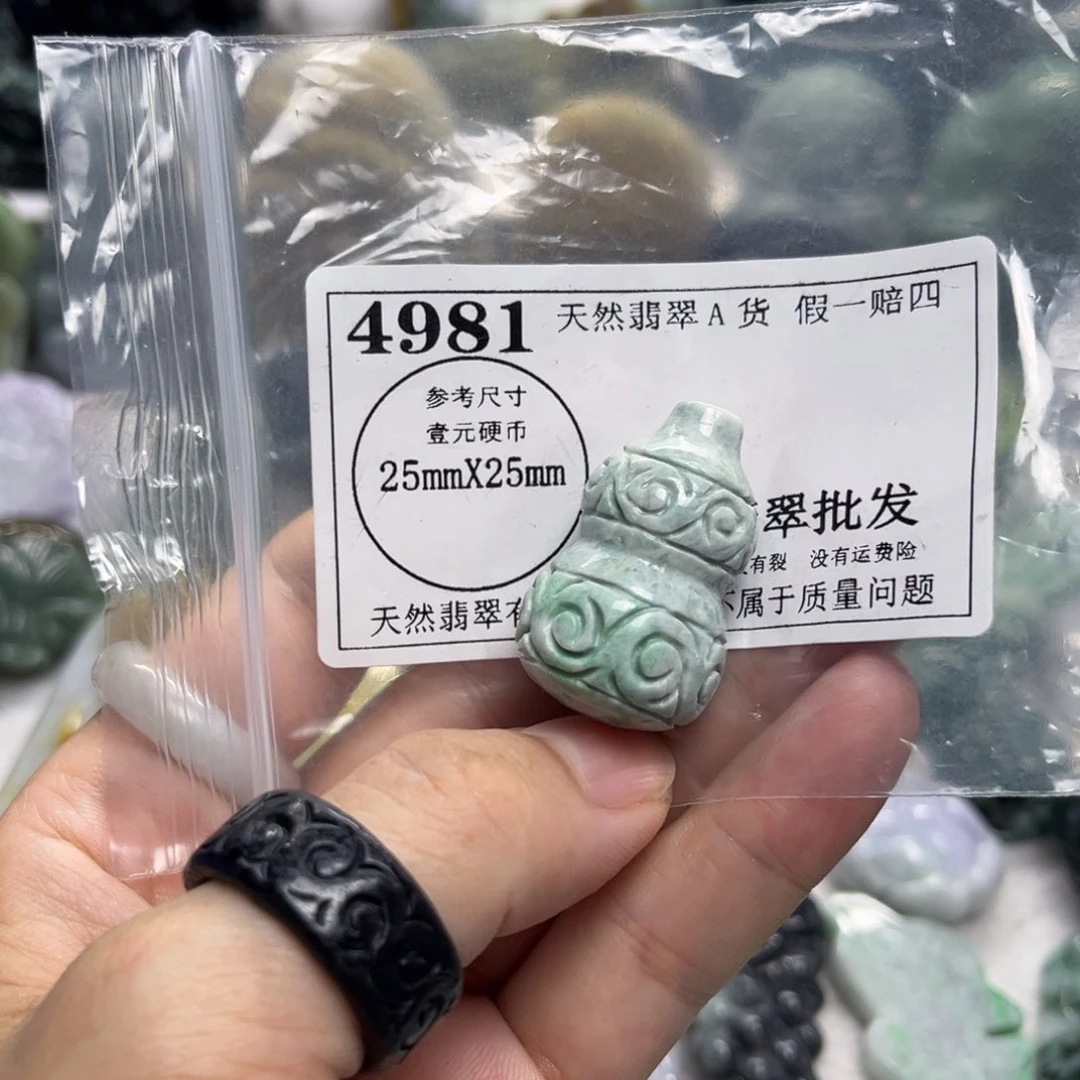 4981 天然翡翠A货 假一赔四
参考尺寸
壹元硬币
25mmX25mm
翠批发
有裂 没有运费险
天然翡翠有 属于质量问题